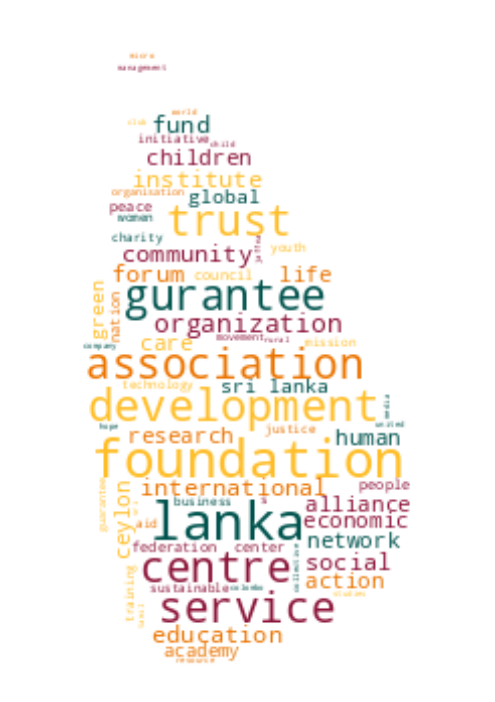 micro
management
world
club fund
initiative child
children
institute
organisation global
peace
women trust
charity
community youth
forum council life
green
nation
gurantee
organization
company care movement rural mission
association
technology sri lanka
development
media
hope research justice united
human
foundation
international people
guarantee
ceylon
business s alliance
aid lanka economic
network
federation center
centre social
collective action
training
sustainable colombo studies
service
tamil
education
academy
resource